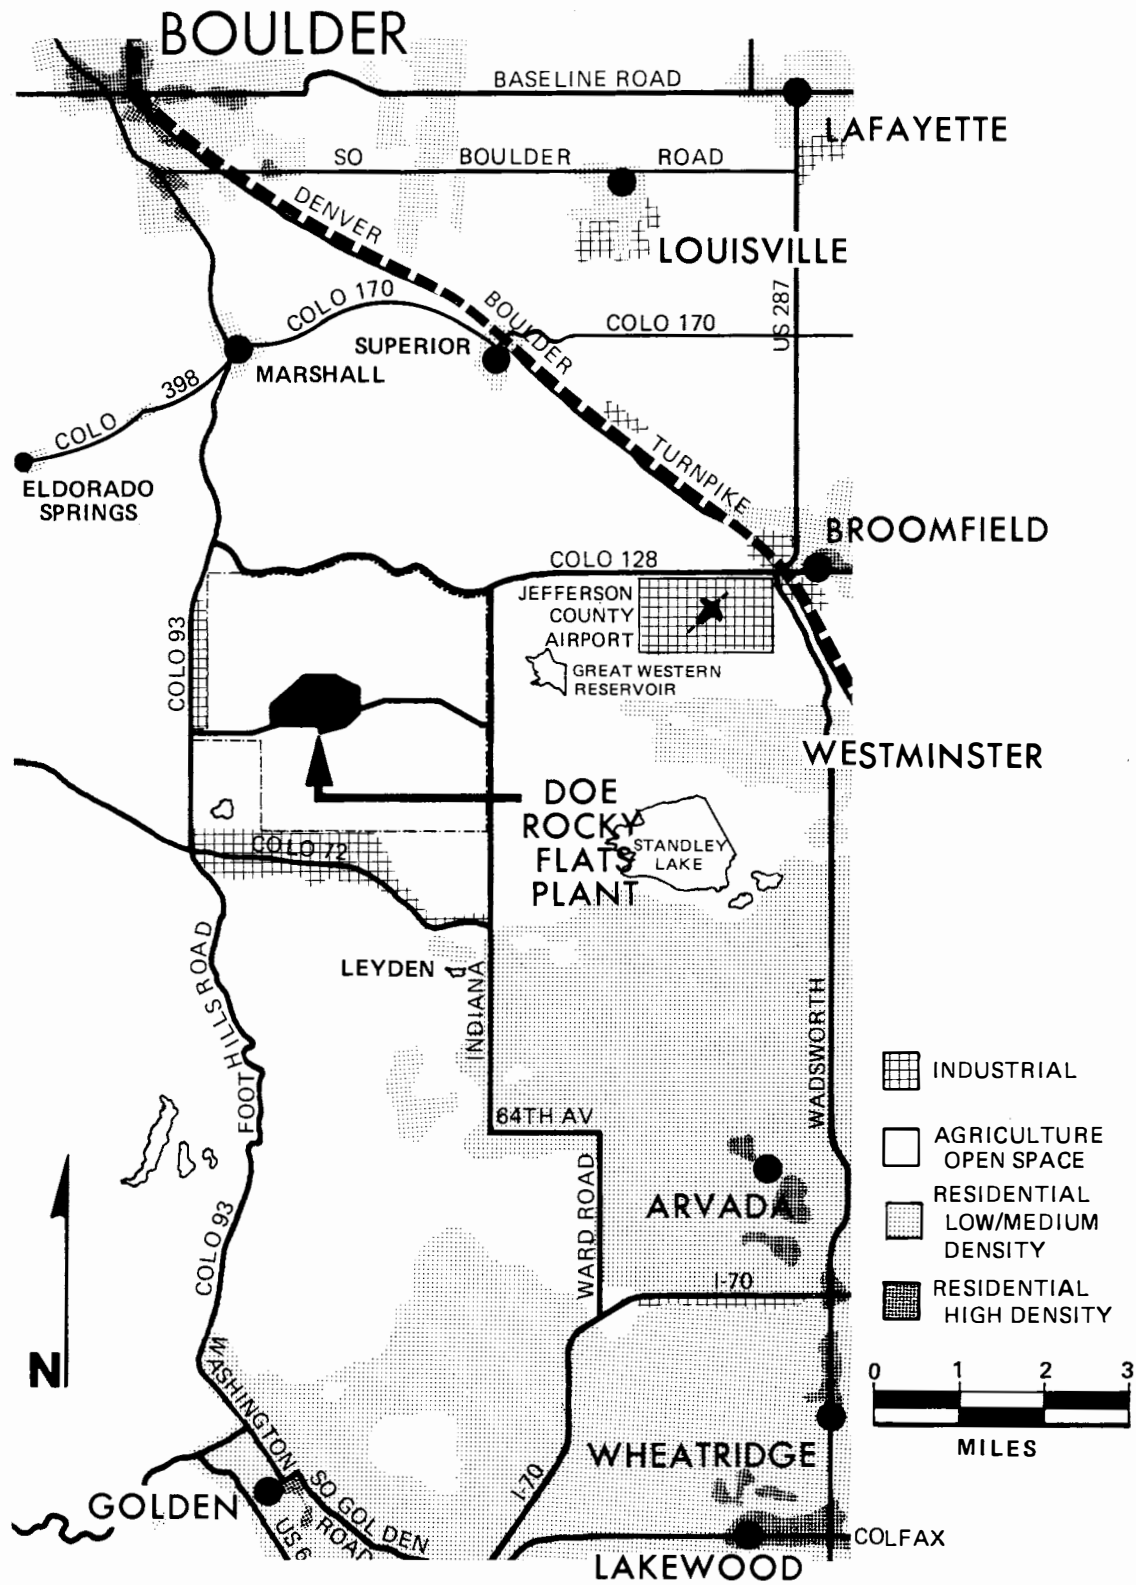 BOULDER
BASELINE ROAD
LAFAYETTE
SO BOULDER ROAD
DENVER
LOUISVILLE
US 287
COLO 170
BOULDER
COLO 170
SUPERIOR
MARSHALL
COLO 398
TURNPIKE
ELDORADO
SPRINGS
BROOMFIELD
COLO 128
JEFFERSON
COUNTY
AIRPORT
COLO 93
GREAT WESTERN
RESERVOIR
WESTMINSTER
DOE
ROCKY
FLATS
PLANT
STANDLEY
LAKE
COLO 72
LEYDEN
INDIANA
FOOT HILLS ROAD
WADSWORTH
INDUSTRIAL
64TH AV
AGRICULTURE
OPEN SPACE
WARD ROAD
ARVADA
RESIDENTIAL
LOW/MEDIUM
DENSITY
COLO 93
I-70
RESIDENTIAL
HIGH DENSITY
N
0 1 2 3
MILES
WASHINGTON
WHEATRIDGE
I-70
GOLDEN
SO GOLDEN
ROAD
US 6
COLFAX
LAKEWOOD